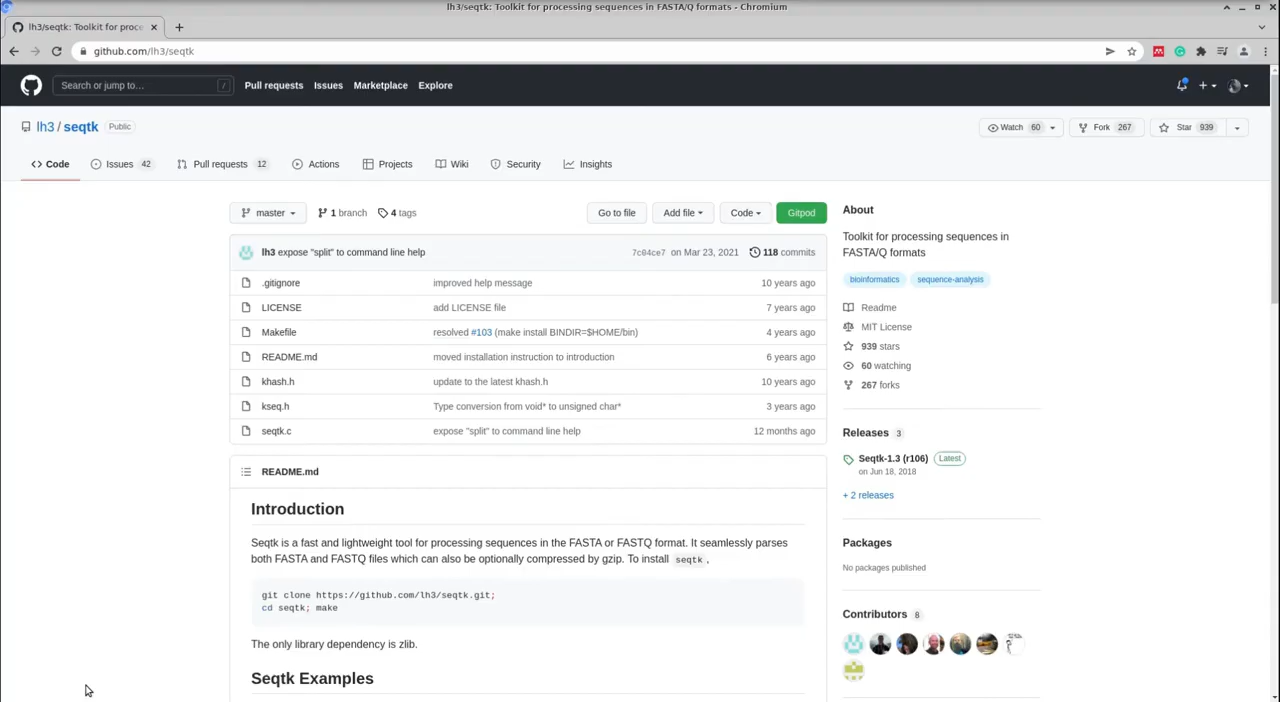 lh3/seqtk: Toolkit for processing sequences in FASTA/Q formats - Chromium
lh3/seqtk: Toolkit for proce
github.com/lh3/seqtk
Search or jump to… /
Pull requests Issues Marketplace Explore
lh3 / seqtk Public
Watch 60 Fork 267 Star 939
Code Issues 42 Pull requests 12 Actions Projects Wiki Security Insights
master 1 branch 4 tags Go to file Add file Code Gitpod
lh3 expose "split" to command line help 7c04ce7 on Mar 23, 2021 118 commits
.gitignore improved help message 10 years ago
LICENSE add LICENSE file 7 years ago
Makefile resolved #103 (make install BINDIR=$HOME/bin) 4 years ago
README.md moved installation instruction to introduction 6 years ago
khash.h update to the latest khash.h 10 years ago
kseq.h Type conversion from void* to unsigned char* 3 years ago
seqtk.c expose "split" to command line help 12 months ago
README.md
Introduction
Seqtk is a fast and lightweight tool for processing sequences in the FASTA or FASTQ format. It seamlessly parses
both FASTA and FASTQ files which can also be optionally compressed by gzip. To install seqtk,
git clone https://github.com/lh3/seqtk.git;
cd seqtk; make
The only library dependency is zlib.
Seqtk Examples
About
Toolkit for processing sequences in
FASTA/Q formats
bioinformatics sequence-analysis
Readme
MIT License
939 stars
60 watching
267 forks
Releases 3
Seqtk-1.3 (r106) Latest
on Jun 18, 2018
+ 2 releases
Packages
No packages published
Contributors 8